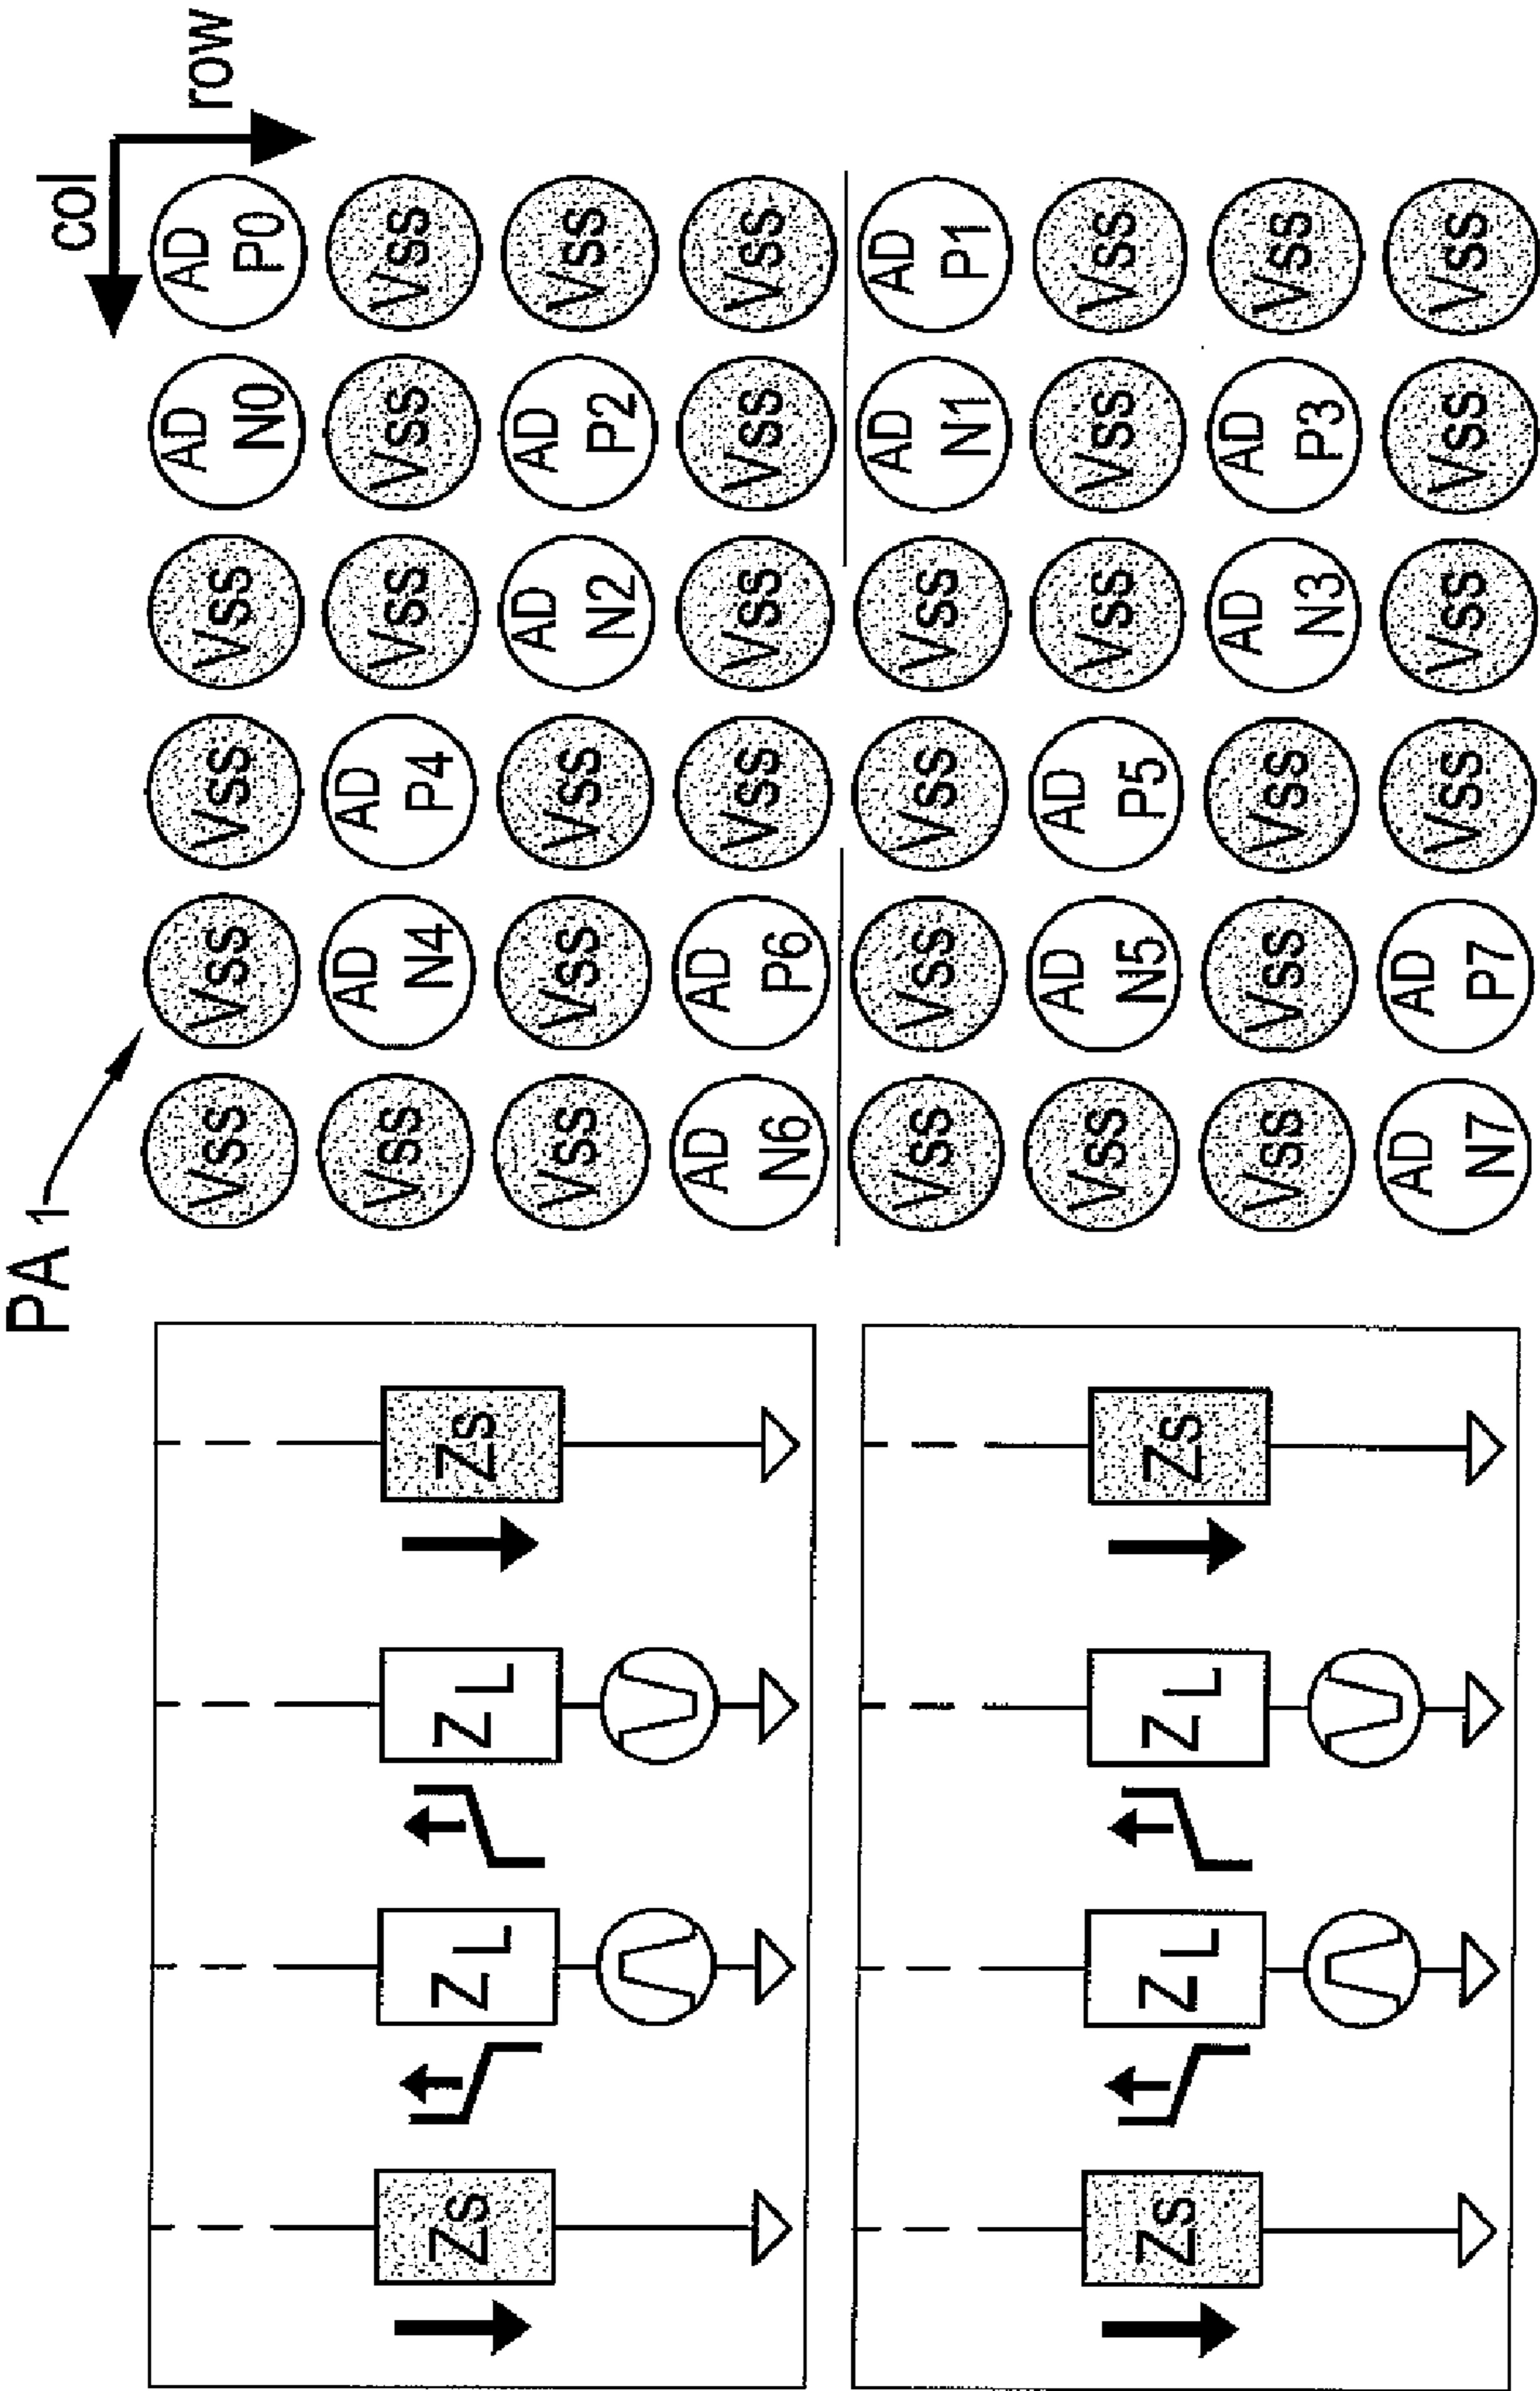 PA 1
col
row
Vss Vss Vss Vss AD N0 AD P0
Vss AD N4 AD P4 Vss Vss Vss
Vss Vss Vss AD N2 AD P2 Vss
AD N6 AD P6 Vss Vss Vss Vss
Zs ZL ZL Zs
Vss Vss Vss Vss AD N1 AD P1
Vss AD N5 AD P5 Vss Vss Vss
Vss Vss Vss AD N3 AD P3 Vss
AD N7 AD P7 Vss Vss Vss Vss
Zs ZL ZL Zs